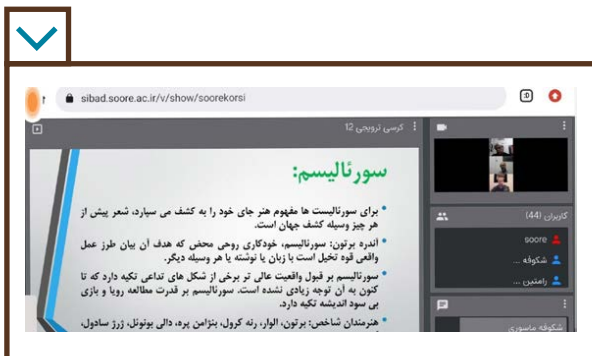 sibad.soore.ac.ir/v/show/soorekorsi
:D
کرسی ترویجی 12
سورئالیسم:
برای سورئالیست ها مفهوم هنر جای خود را به کشف می سپارد، شعر پیش از
هر چیز وسیله کشف جهان است.
آندره برتون: سورئالیسم، خودکاری روحی محض که هدف آن بیان طرز عمل
واقعی قوه تخیل است با زبان یا نوشته یا هر وسیله دیگر.
سورئالیسم بر قبول واقعیت عالی تر برخی از شکل های تداعی تکیه دارد که تا
کنون به آن توجه زیادی نشده است. سورئالیسم بر قدرت مطالعه رویا و بازی
بی سود اندیشه تکیه دارد.
هنرمندان شاخص: برتون، الوار، رنه کرول، بنژامن پره، دالی بونوئل، ژرژ سادول،
کاربران (44)
soore
شکوفه ...
رامتین ...
شکوفه ماسوری